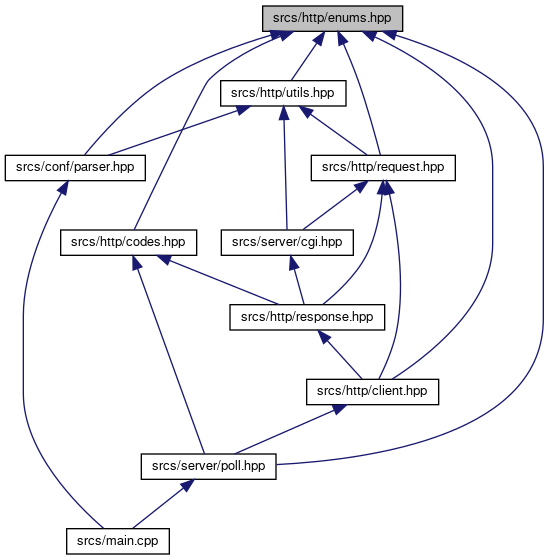 srcs/http/enums.hpp
srcs/http/utils.hpp
srcs/conf/parser.hpp
srcs/http/request.hpp
srcs/http/codes.hpp
srcs/server/cgi.hpp
srcs/http/response.hpp
srcs/http/client.hpp
srcs/server/poll.hpp
srcs/main.cpp